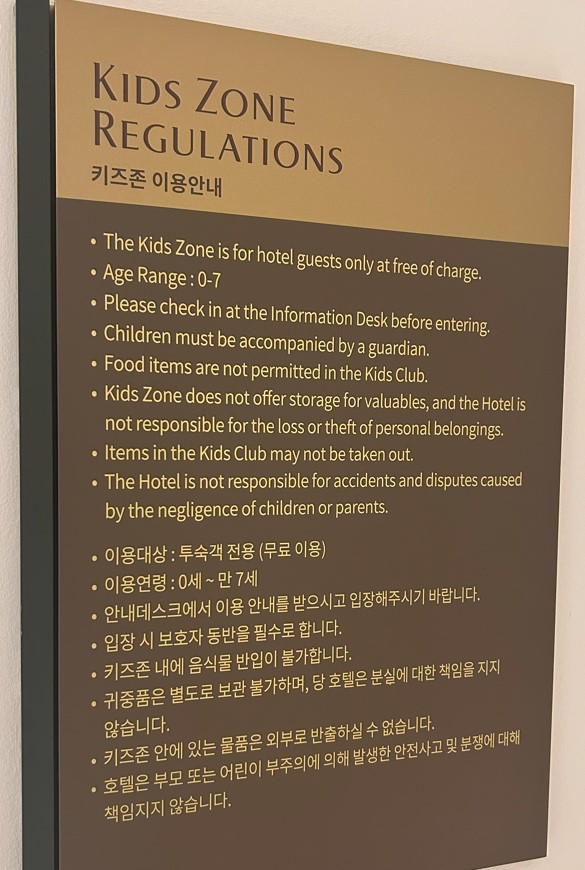 KIDS ZONE
REGULATIONS
키즈존 이용안내
• The Kids Zone is for hotel guests only at free of charge.
• Age Range : 0-7
• Please check in at the Information Desk before entering.
• Children must be accompanied by a guardian.
• Food items are not permitted in the Kids Club.
• Kids Zone does not offer storage for valuables, and the Hotel is
not responsible for the loss or theft of personal belongings.
• Items in the Kids Club may not be taken out.
• The Hotel is not responsible for accidents and disputes caused
by the negligence of children or parents.
• 이용대상 : 투숙객 전용 (무료 이용)
• 이용연령 : 0세 ~ 만 7세
• 안내데스크에서 이용 안내를 받으시고 입장해주시기 바랍니다.
• 입장 시 보호자 동반을 필수로 합니다.
• 키즈존 내에 음식물 반입이 불가합니다.
• 귀중품은 별도로 보관 불가하며, 당 호텔은 분실에 대한 책임을 지지
않습니다.
• 키즈존 안에 있는 물품은 외부로 반출하실 수 없습니다.
• 호텔은 부모 또는 어린이 부주의에 의해 발생한 안전사고 및 분쟁에 대해
책임지지 않습니다.